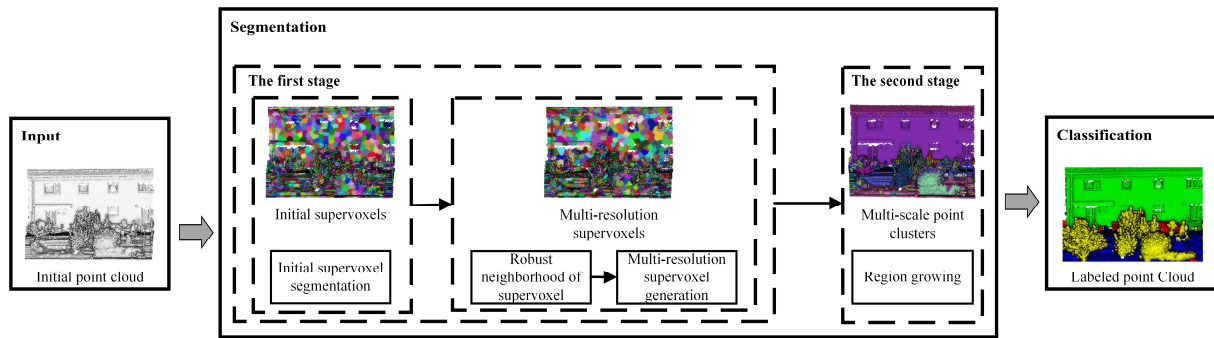 Segmentation
The first stage
The second stage
Input
Classification
Initial point cloud
Initial supervoxels
Multi-resolution
supervoxels
Multi-scale point
clusters
Labeled point Cloud
Initial supervoxel
segmentation
Robust
neighborhood of
supervoxel
Multi-resolution
supervoxel
generation
Region growing